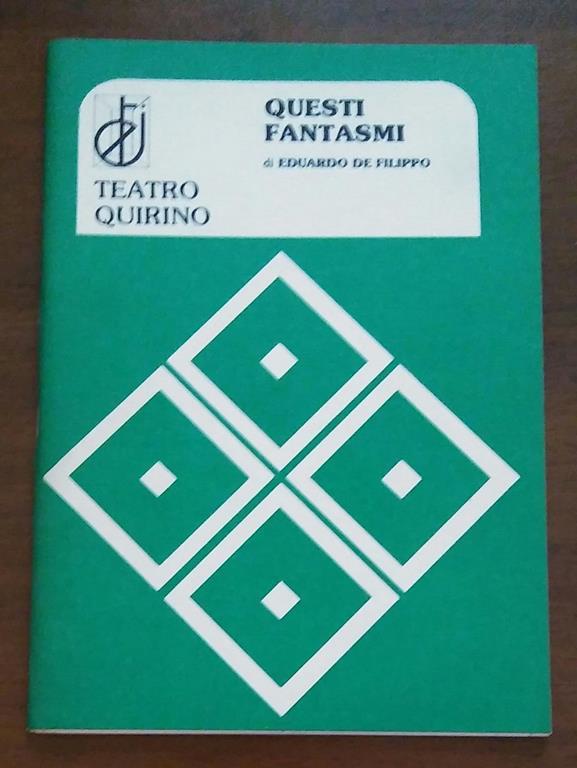 QUESTI
FANTASMI
di EDUARDO DE FILIPPO
TEATRO
QUIRINO